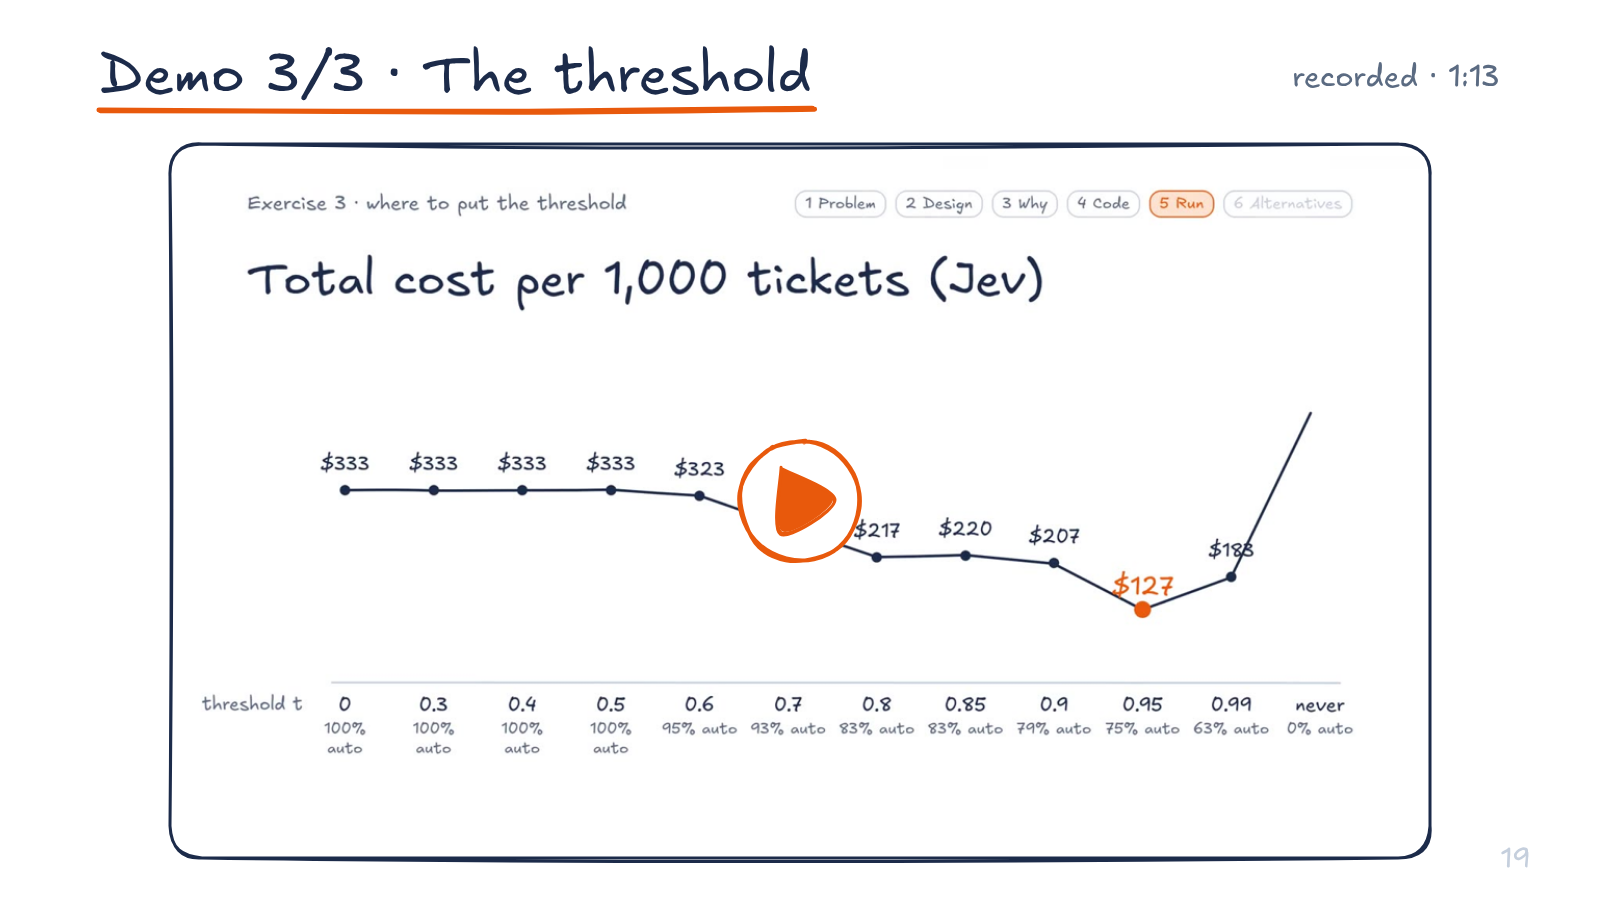 Demo 3/3 · The threshold
recorded · 1:13
Exercise 3 · where to put the threshold
1 Problem
2 Design
3 Why
4 Code
5 Run
6 Alternatives
Total cost per 1,000 tickets (Jev)
$333
$333
$333
$333
$323
$217
$220
$207
$127
$183
threshold t
0
0.3
0.4
0.5
0.6
0.7
0.8
0.85
0.9
0.95
0.99
never
100% auto
100% auto
100% auto
100% auto
95% auto
93% auto
83% auto
83% auto
79% auto
75% auto
63% auto
0% auto
19